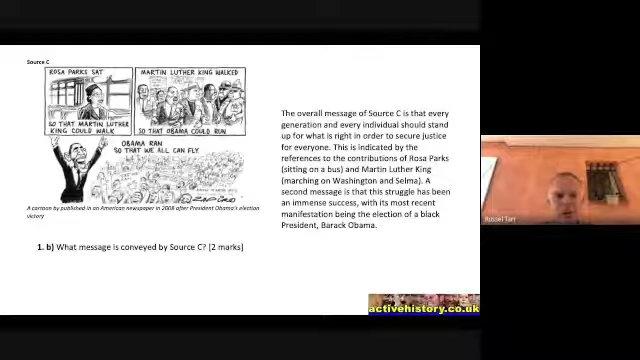 Source C
ROSA PARKS SAT
SO THAT MARTIN LUTHER
KING COULD WALK
MARTIN LUTHER KING WALKED
SO THAT OBAMA COULD RUN
OBAMA RAN
SO THAT WE ALL CAN FLY.
ZAPIRO
A cartoon by published in an American newspaper in 2008 after President Obama's election
victory
1. b) What message is conveyed by Source C? [2 marks]
The overall message of Source C is that every
generation and every individual should stand
up for what is right in order to secure justice
for everyone. This is indicated by the
references to the contributions of Rosa Parks
(sitting on a bus) and Martin Luther King
(marching on Washington and Selma). A
second message is that this struggle has been
an immense success, with its most recent
manifestation being the election of a black
President, Barack Obama.
Russel Tarr
activehistory.co.uk